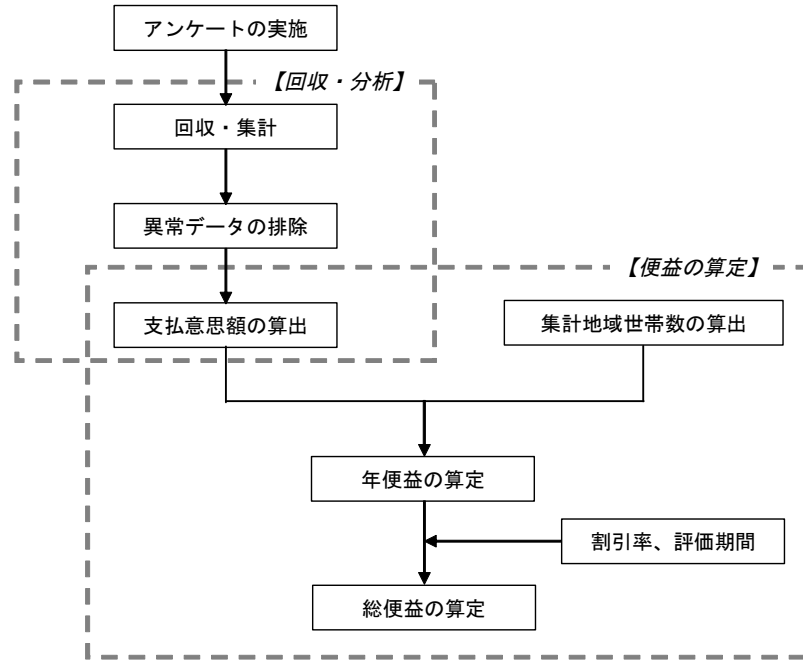 アンケートの実施
【回収・分析】
回収・集計
異常データの排除
【便益の算定】
支払意思額の算出
集計地域世帯数の算出
年便益の算定
割引率、評価期間
総便益の算定